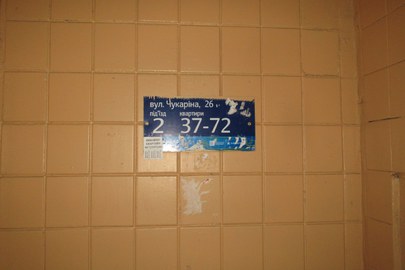 вул. Чукаріна, 26
під'їзд квартири
2 37-72